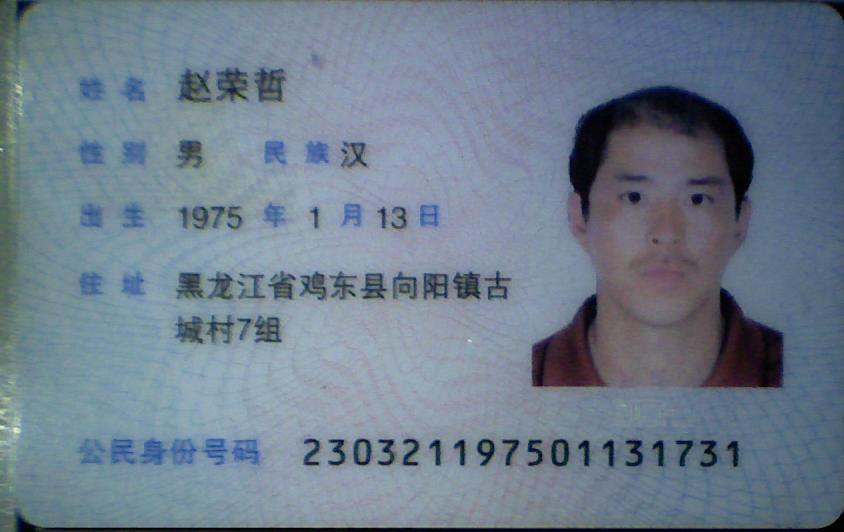 姓名 赵荣哲
性别 男 民族 汉
出生 1975 年 1 月 13 日
住址 黑龙江省鸡东县向阳镇古
城村7组
公民身份号码 230321197501131731